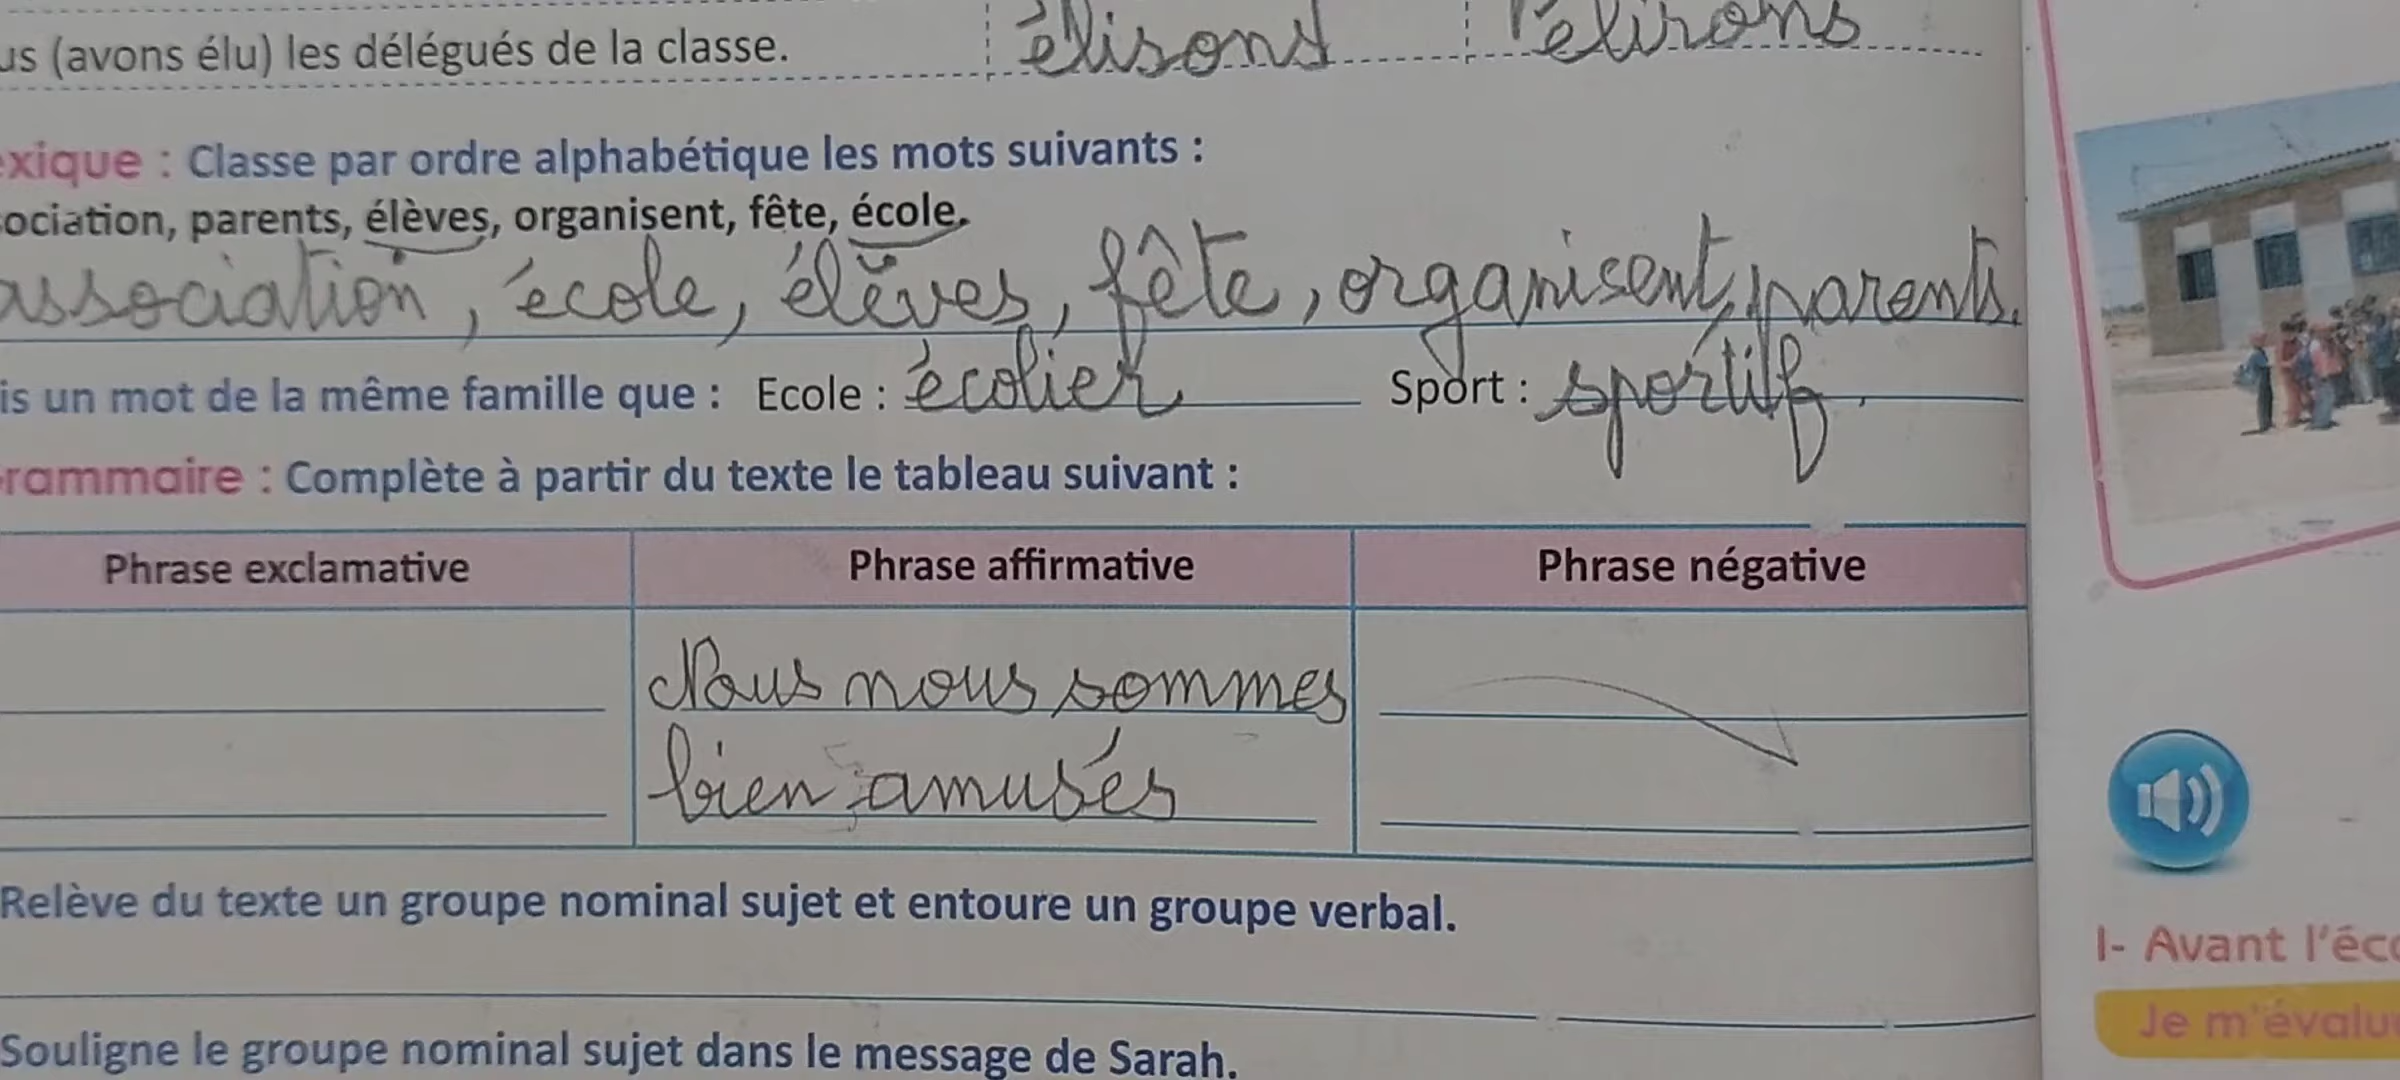 us (avons élu) les délégués de la classe. élisons l'élirons
exique : Classe par ordre alphabétique les mots suivants :
ociation, parents, élèves, organisent, fête, école.
association, école, élèves, fête, organisent, parents.
is un mot de la même famille que : Ecole : écolier Sport : sportif.
rammaire : Complète à partir du texte le tableau suivant :
Phrase exclamative Phrase affirmative Phrase négative
Nous nous sommes
bien amusés
Relève du texte un groupe nominal sujet et entoure un groupe verbal.
Souligne le groupe nominal sujet dans le message de Sarah.
I- Avant l'éco
Je m'évalu